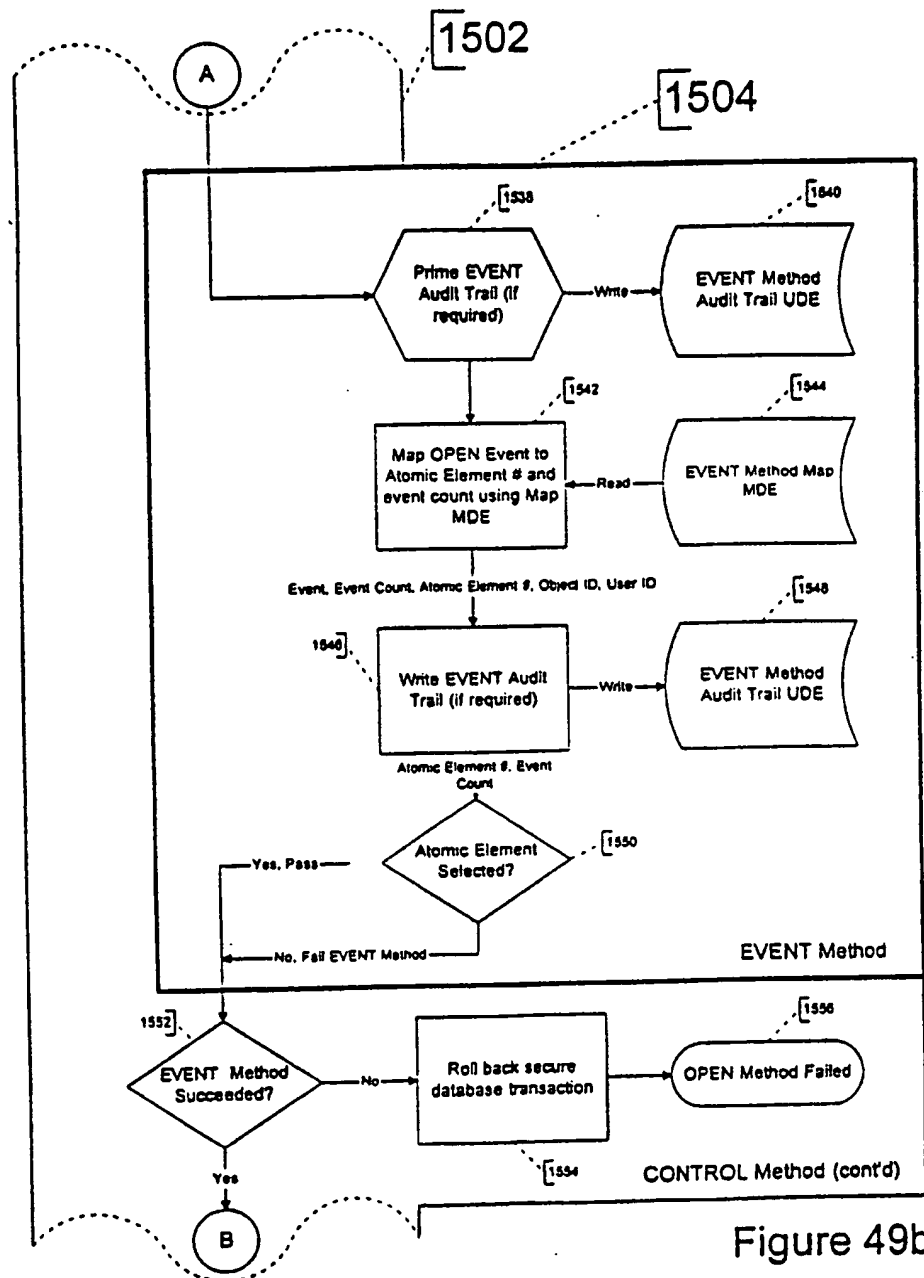 1502
A
1504
1538
1540
Prime EVENT
Audit Trail (if
required)
Write
EVENT Method
Audit Trail UDE
1542
1544
Map OPEN Event to
Atomic Element # and
event count using Map
MDE
Read
EVENT Method Map
MDE
Event, Event Count, Atomic Element #, Object ID, User ID
1546
1548
Write EVENT Audit
Trail (if required)
Write
EVENT Method
Audit Trail UDE
Atomic Element #, Event
Count
1550
Atomic Element
Selected?
Yes, Pass
No, Fail EVENT Method
EVENT Method
1552
1556
EVENT Method
Succeeded?
No
Roll back secure
database transaction
OPEN Method Failed
Yes
1554
CONTROL Method (cont'd)
B
Figure 49b